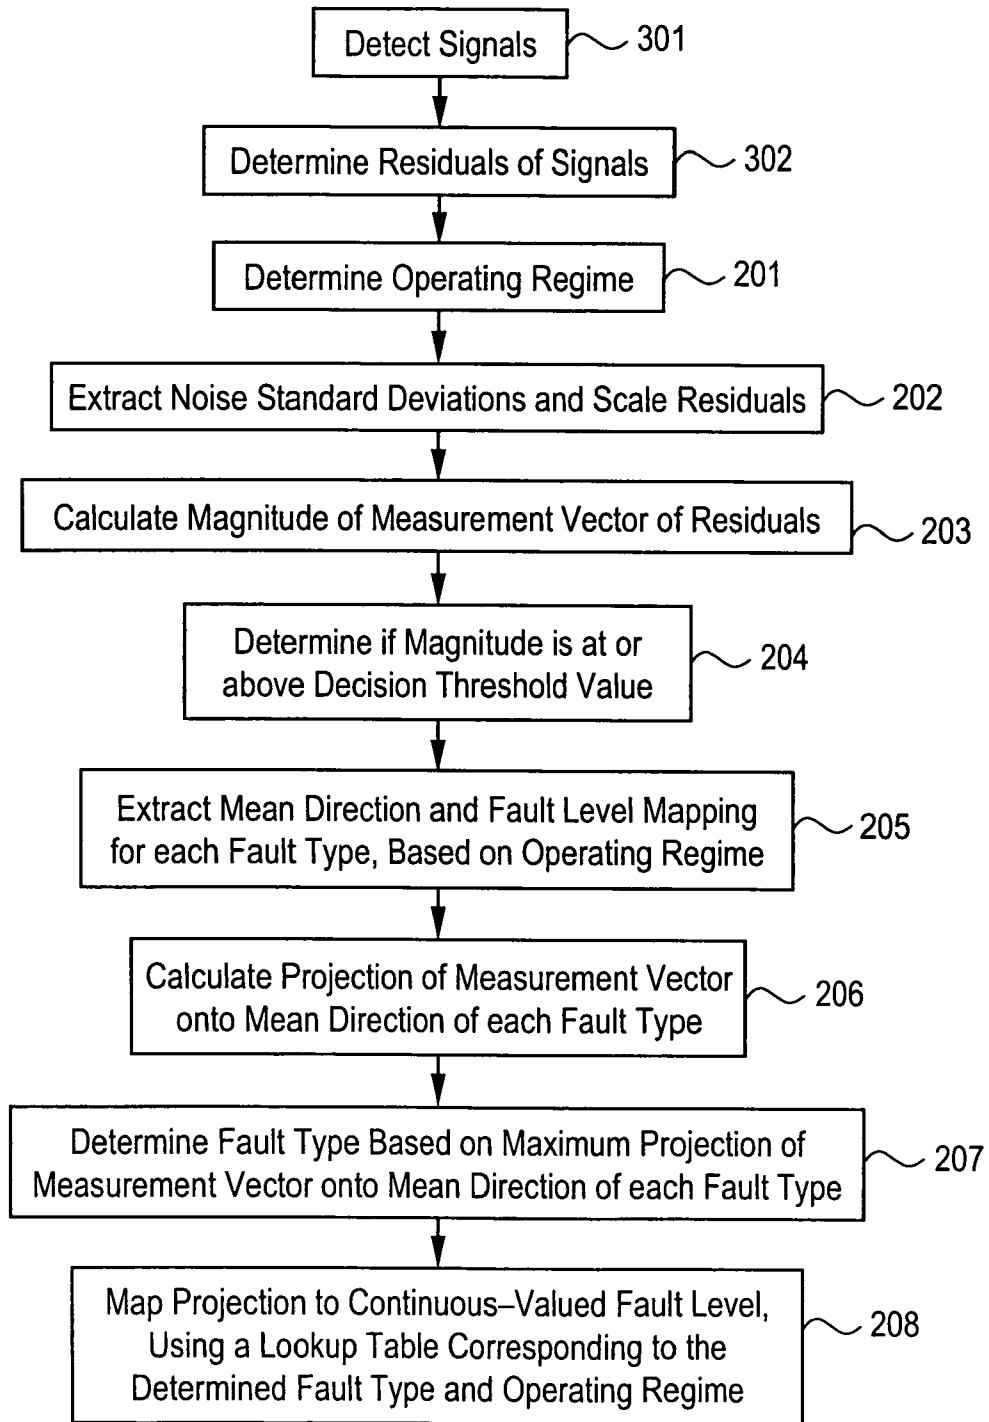 Detect Signals
301
Determine Residuals of Signals
302
Determine Operating Regime
201
Extract Noise Standard Deviations and Scale Residuals
202
Calculate Magnitude of Measurement Vector of Residuals
203
Determine if Magnitude is at or
above Decision Threshold Value
204
Extract Mean Direction and Fault Level Mapping
for each Fault Type, Based on Operating Regime
205
Calculate Projection of Measurement Vector
onto Mean Direction of each Fault Type
206
Determine Fault Type Based on Maximum Projection of
Measurement Vector onto Mean Direction of each Fault Type
207
Map Projection to Continuous–Valued Fault Level,
Using a Lookup Table Corresponding to the
Determined Fault Type and Operating Regime
208